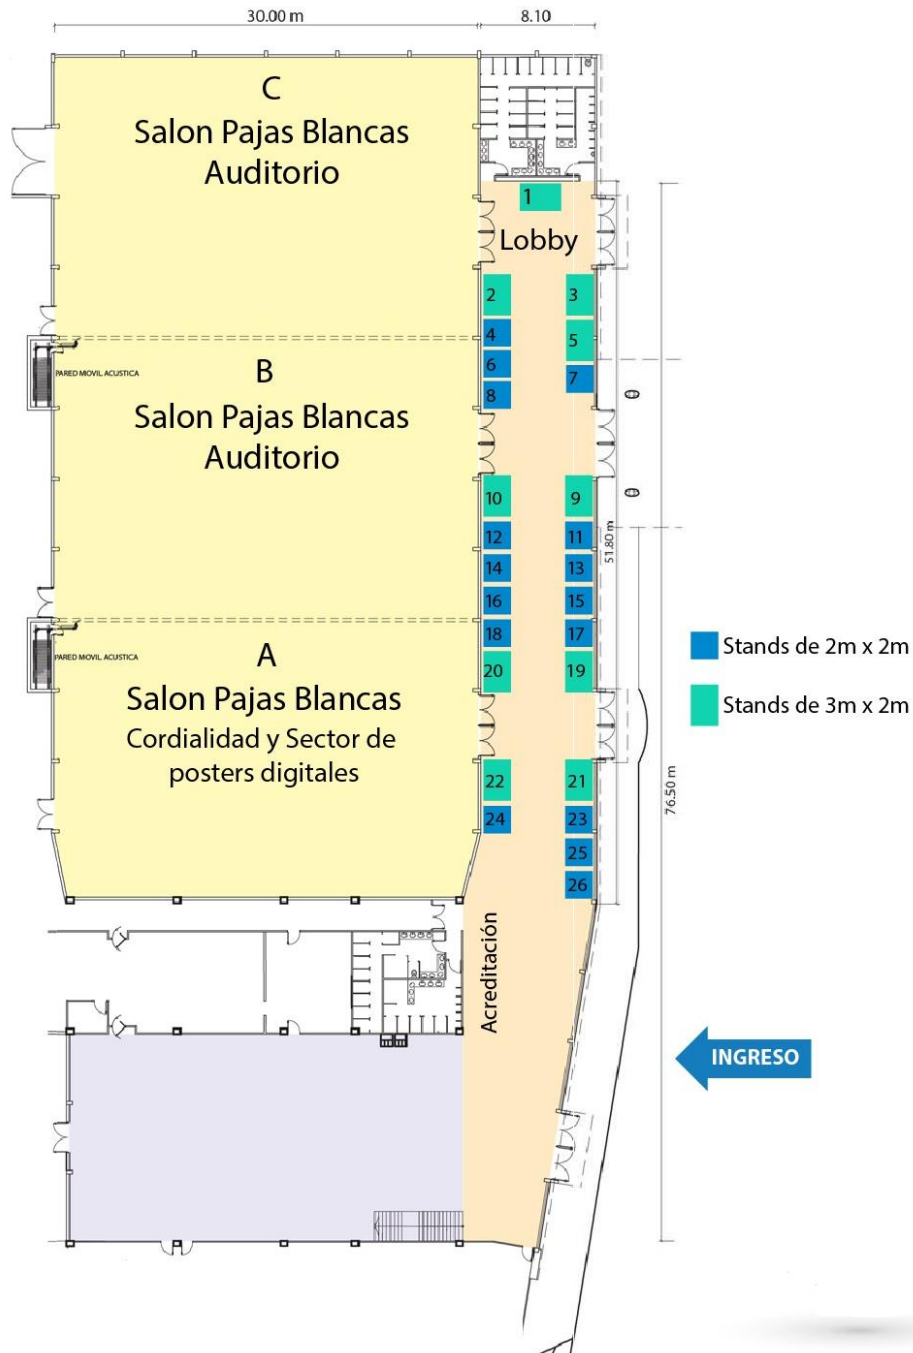 30.00 m
8.10
C
Salon Pajas Blancas
Auditorio
1
Lobby
2
3
4
5
6
7
8
PARED MOVIL ACUSTICA
B
Salon Pajas Blancas
Auditorio
10
9
12
11
14
13
16
15
18
17
20
19
51.80 m
PARED MOVIL ACUSTICA
A
Salon Pajas Blancas
Cordialidad y Sector de
posters digitales
Stands de 2m x 2m
Stands de 3m x 2m
22
21
24
23
25
26
76.50 m
Acreditación
INGRESO